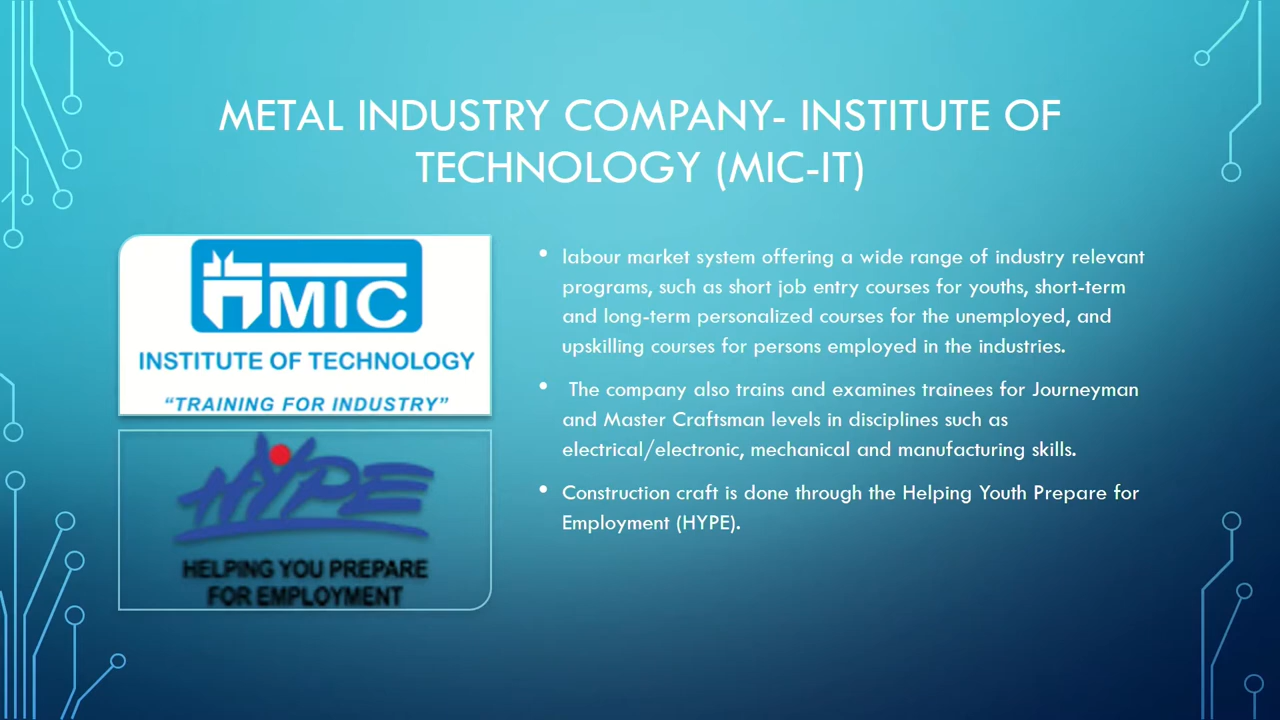 METAL INDUSTRY COMPANY- INSTITUTE OF
TECHNOLOGY (MIC-IT)
MIC
INSTITUTE OF TECHNOLOGY
“TRAINING FOR INDUSTRY”
HYPE
HELPING YOU PREPARE
FOR EMPLOYMENT
• labour market system offering a wide range of industry relevant
programs, such as short job entry courses for youths, short-term
and long-term personalized courses for the unemployed, and
upskilling courses for persons employed in the industries.
• The company also trains and examines trainees for Journeyman
and Master Craftsman levels in disciplines such as
electrical/electronic, mechanical and manufacturing skills.
• Construction craft is done through the Helping Youth Prepare for
Employment (HYPE).